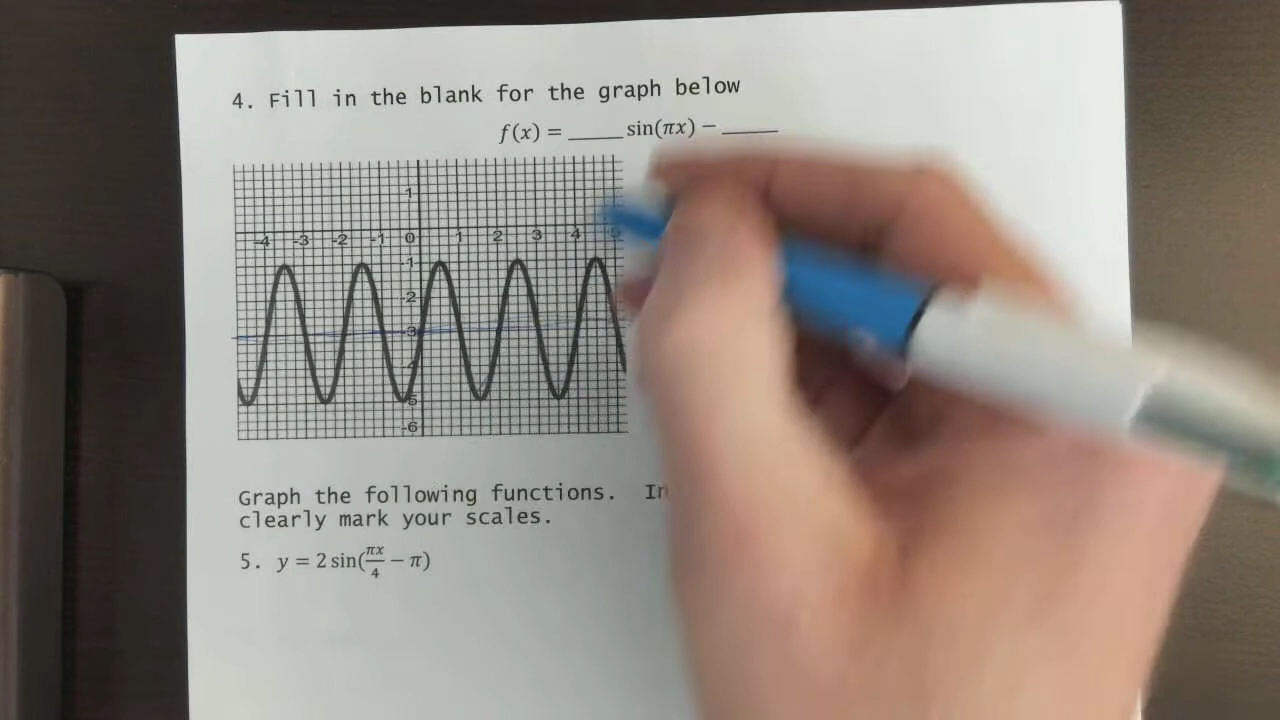 4. Fill in the blank for the graph below
f(x) = _____ sin(πx) − _____
1
-4 -3 -2 -1 0 1 2 3 4 5
-1
-2
-3
-5
-6
Graph the following functions. In
clearly mark your scales.
5. y = 2 sin(πx/4 − π)